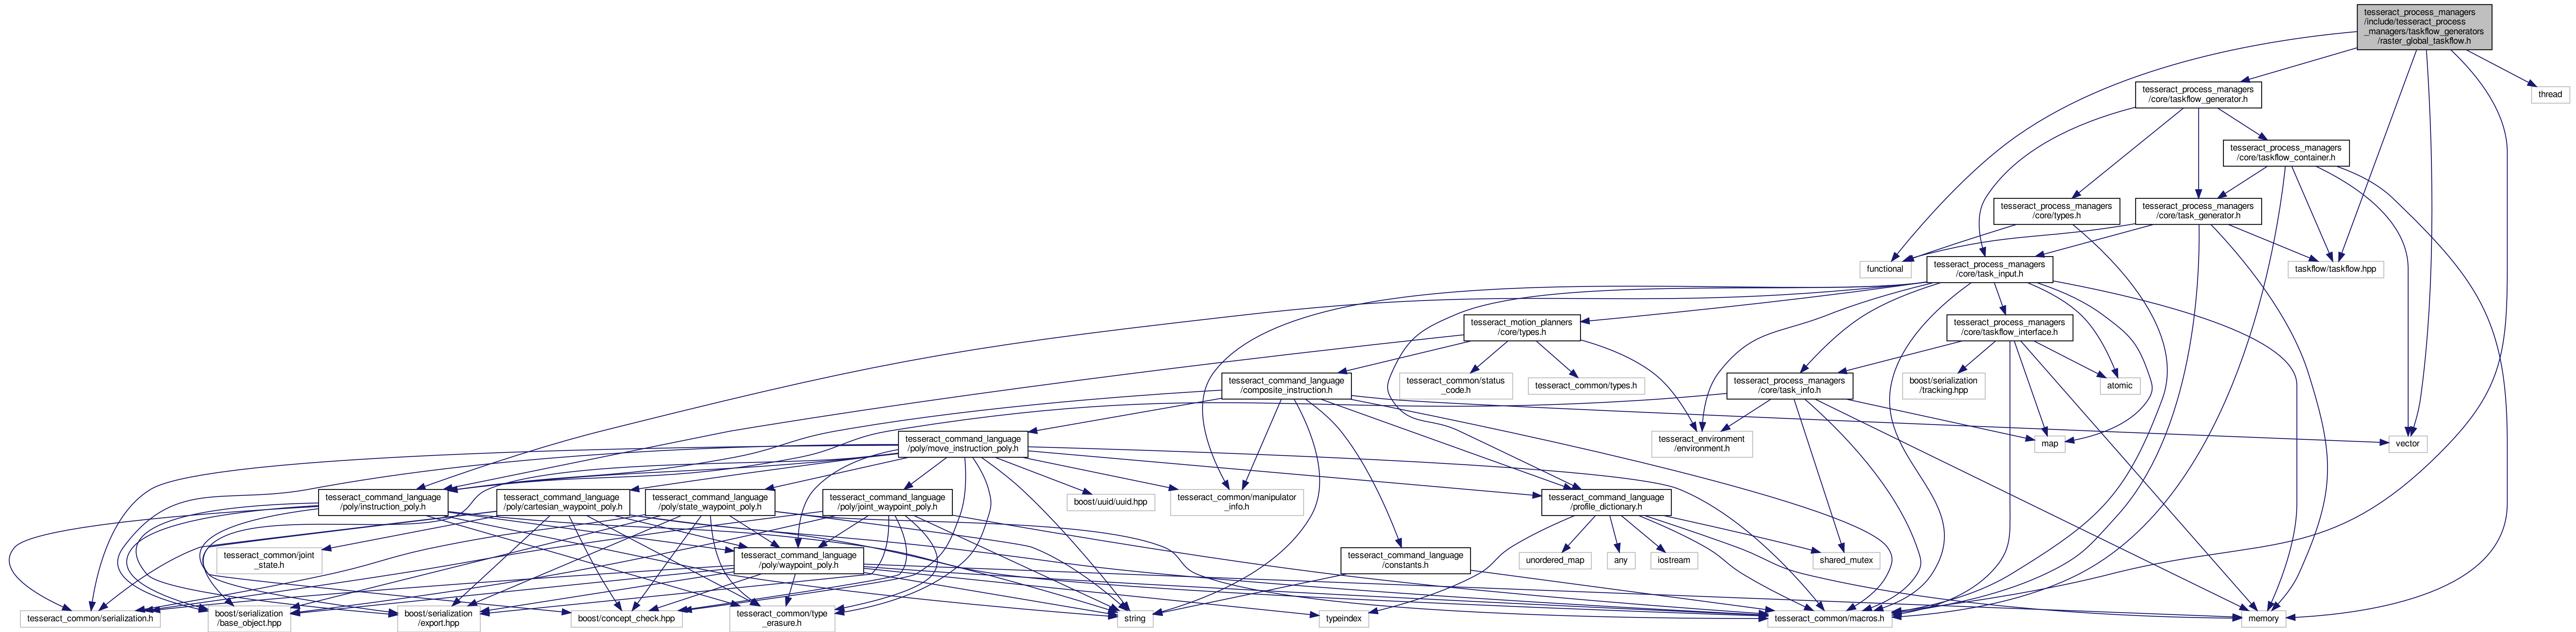 tesseract_process_managers
/include/tesseract_process
_managers/taskflow_generators
/raster_global_taskflow.h
tesseract_process_managers
/core/taskflow_generator.h
thread
tesseract_process_managers
/core/taskflow_container.h
tesseract_process_managers
/core/types.h
tesseract_process_managers
/core/task_generator.h
functional
tesseract_process_managers
/core/task_input.h
taskflow/taskflow.hpp
tesseract_motion_planners
/core/types.h
tesseract_process_managers
/core/taskflow_interface.h
tesseract_command_language
/composite_instruction.h
tesseract_common/status
_code.h
tesseract_common/types.h
tesseract_process_managers
/core/task_info.h
boost/serialization
/tracking.hpp
atomic
tesseract_command_language
/poly/move_instruction_poly.h
tesseract_environment
/environment.h
map
vector
tesseract_command_language
/poly/instruction_poly.h
tesseract_command_language
/poly/cartesian_waypoint_poly.h
tesseract_command_language
/poly/state_waypoint_poly.h
tesseract_command_language
/poly/joint_waypoint_poly.h
boost/uuid/uuid.hpp
tesseract_common/manipulator
_info.h
tesseract_command_language
/profile_dictionary.h
tesseract_common/joint
_state.h
tesseract_command_language
/poly/waypoint_poly.h
tesseract_command_language
/constants.h
unordered_map
any
iostream
shared_mutex
tesseract_common/serialization.h
boost/serialization
/base_object.hpp
boost/serialization
/export.hpp
boost/concept_check.hpp
tesseract_common/type
_erasure.h
string
typeindex
tesseract_common/macros.h
memory